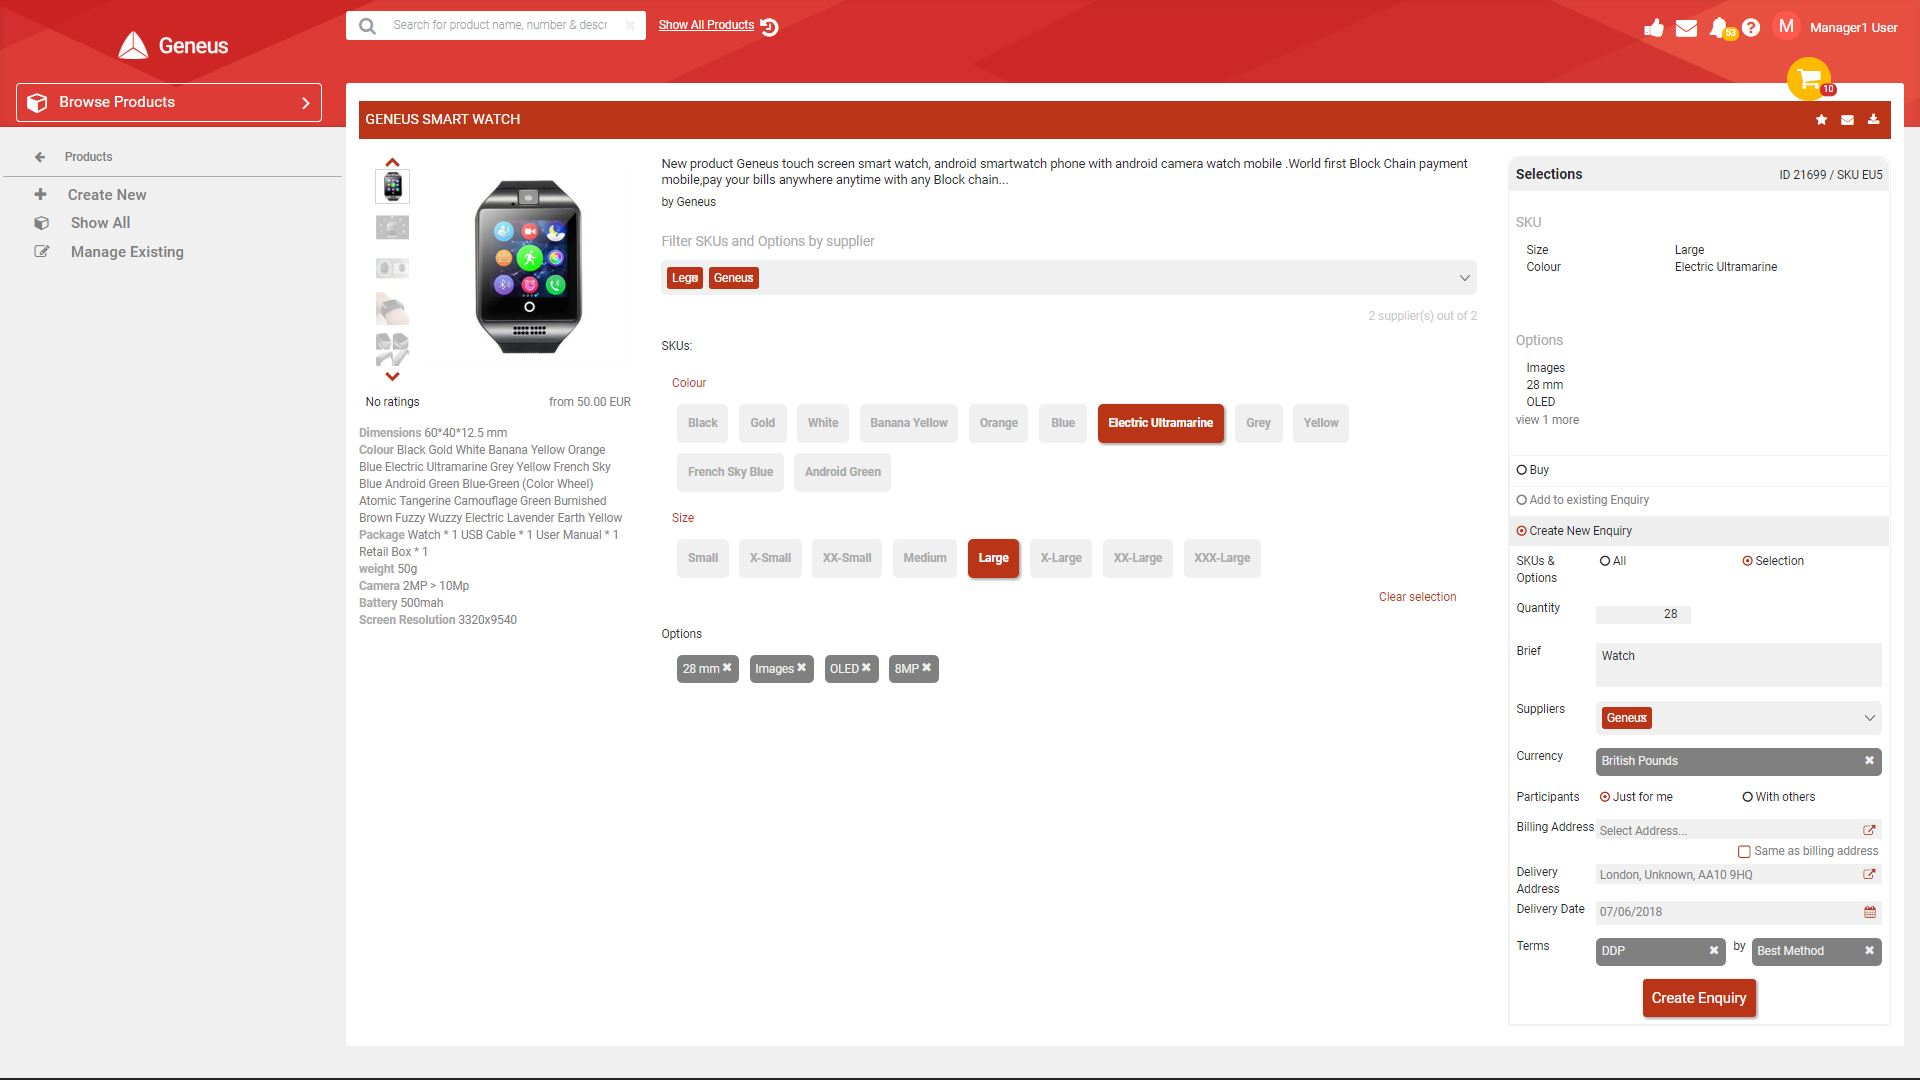 Geneus
Search for product name, number & descr
Show All Products
53
M
Manager1 User
10
Browse Products
Products
Create New
Show All
Manage Existing
GENEUS SMART WATCH
New product Geneus touch screen smart watch, android smartwatch phone with android camera watch mobile .World first Block Chain payment
mobile,pay your bills anywhere anytime with any Block chain...
by Geneus
Filter SKUs and Options by supplier
Lego Geneus
2 supplier(s) out of 2
SKUs:
Colour
Black Gold White Banana Yellow Orange Blue Electric Ultramarine Grey Yellow
French Sky Blue Android Green
Size
Small X-Small XX-Small Medium Large X-Large XX-Large XXX-Large
Clear selection
Options
28 mm Images OLED 8MP
No ratings from 50.00 EUR
Dimensions 60*40*12.5 mm
Colour Black Gold White Banana Yellow Orange
Blue Electric Ultramarine Grey Yellow French Sky
Blue Android Green Blue-Green (Color Wheel)
Atomic Tangerine Camouflage Green Burnished
Brown Fuzzy Wuzzy Electric Lavender Earth Yellow
Package Watch * 1 USB Cable * 1 User Manual * 1
Retail Box * 1
weight 50g
Camera 2MP > 10Mp
Battery 500mah
Screen Resolution 3320x9540
Selections ID 21699 / SKU EU5
SKU
Size Large
Colour Electric Ultramarine
Options
Images
28 mm
OLED
view 1 more
Buy
Add to existing Enquiry
Create New Enquiry
SKUs & Options All Selection
Quantity 28
Brief Watch
Suppliers Geneus
Currency British Pounds
Participants Just for me With others
Billing Address Select Address...
Same as billing address
Delivery Address London, Unknown, AA10 9HQ
Delivery Date 07/06/2018
Terms DDP by Best Method
Create Enquiry